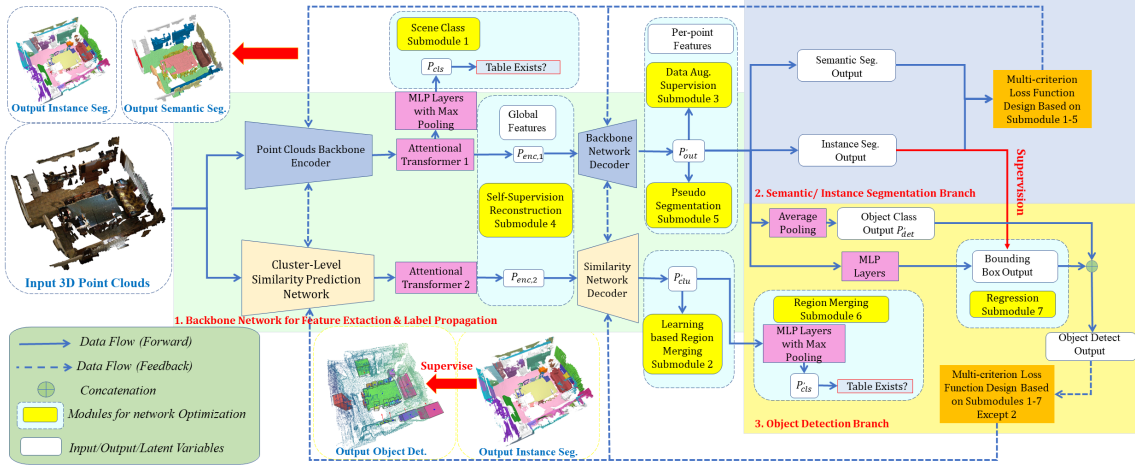 Output Instance Seg.
Output Semantic Seg.
Input 3D Point Clouds
Scene Class
Submodule 1
P_cls
Table Exists?
MLP Layers
with Max
Pooling
Point Clouds Backbone
Encoder
Attentional
Transformer 1
Global
Features
P_enc,1
Self-Supervision
Reconstruction
Submodule 4
Backbone
Network
Decoder
Per-point
Features
Data Aug.
Supervision
Submodule 3
P'_out
Pseudo
Segmentation
Submodule 5
Cluster-Level
Similarity Prediction
Network
Attentional
Transformer 2
P_enc,2
Similarity
Network
Decoder
P'_clu
Learning
based Region
Merging
Submodule 2
1. Backbone Network for Feature Extaction & Label Propagation
Semantic Seg.
Output
Instance Seg.
Output
Multi-criterion
Loss Function
Design Based on
Submodule 1-5
Supervision
2. Semantic/ Instance Segmentation Branch
Average
Pooling
Object Class
Output P'_det
MLP
Layers
Bounding
Box Output
Regression
Submodule 7
Region Merging
Submodule 6
MLP Layers
with Max
Pooling
P'_cls
Table Exists?
Object Detect
Output
Multi-criterion Loss
Function Design Based
on Submodules 1-7
Except 2
3. Object Detection Branch
Data Flow (Forward)
Data Flow (Feedback)
Concatenation
Modules for network Optimization
Input/Output/Latent Variables
Supervise
Output Object Det.
Output Instance Seg.